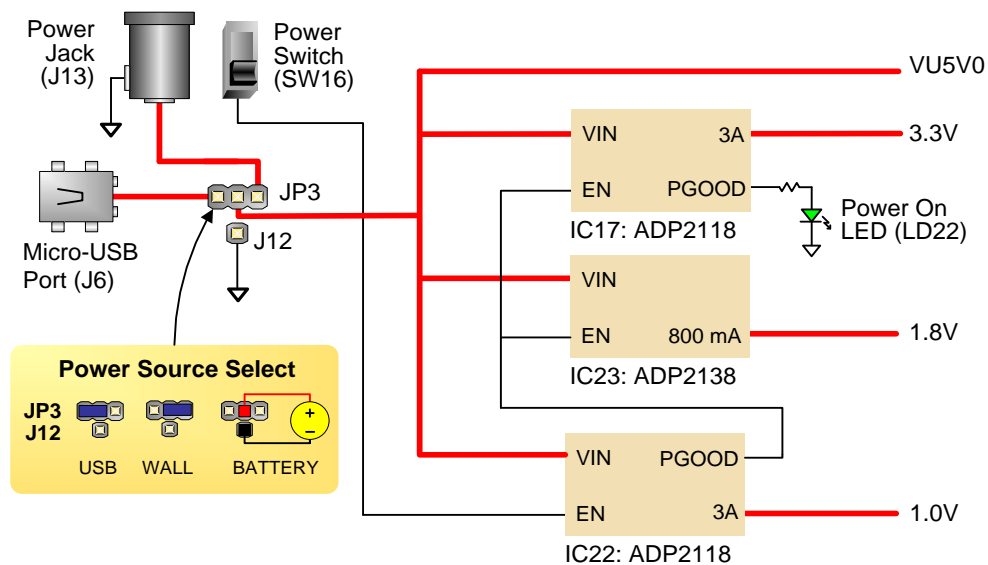 Power
Jack
(J13)
Power
Switch
(SW16)
VU5V0
VIN
3A
3.3V
EN
PGOOD
IC17: ADP2118
Power On
LED (LD22)
JP3
J12
Micro-USB
Port (J6)
VIN
EN
800 mA
1.8V
IC23: ADP2138
Power Source Select
JP3
J12
+
–
USB
WALL
BATTERY
VIN
PGOOD
EN
3A
1.0V
IC22: ADP2118